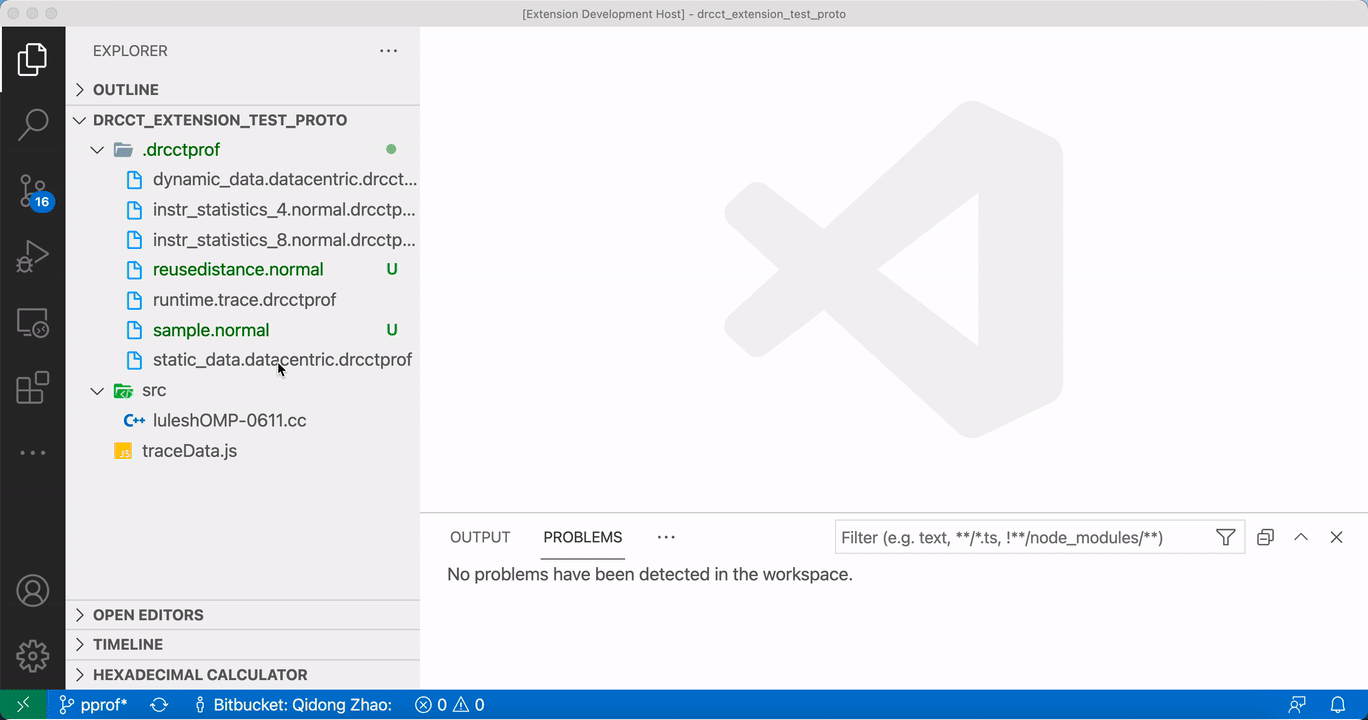 [Extension Development Host] - drcct_extension_test_proto
EXPLORER
OUTLINE
DRCCT_EXTENSION_TEST_PROTO
.drcctprof
dynamic_data.datacentric.drcct...
instr_statistics_4.normal.drcctp...
instr_statistics_8.normal.drcctp...
reusedistance.normal U
runtime.trace.drcctprof
sample.normal U
static_data.datacentric.drcctprof
src
C++ luleshOMP-0611.cc
JS traceData.js
16
OPEN EDITORS
TIMELINE
HEXADECIMAL CALCULATOR
OUTPUT PROBLEMS
Filter (e.g. text, **/*.ts, !**/node_modules/**)
No problems have been detected in the workspace.
pprof* Bitbucket: Qidong Zhao: 0 0